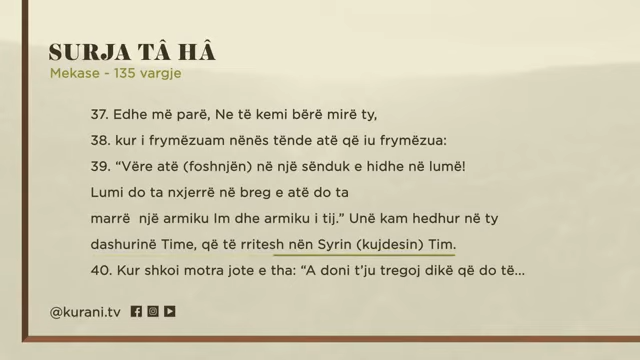 SURJA TÂ HÂ
Mekase - 135 vargje
37. Edhe më parë, Ne të kemi bërë mirë ty,
38. kur i frymëzuam nënës tënde atë që iu frymëzua:
39. “Vëre atë (foshnjën) në një sënduk e hidhe në lumë!
Lumi do ta nxjerrë në breg e atë do ta
marrë një armiku Im dhe armiku i tij.” Unë kam hedhur në ty
dashurinë Time, që të rritesh nën Syrin (kujdesin) Tim.
40. Kur shkoi motra jote e tha: “A doni t’ju tregoj dikë që do të...
@kurani.tv